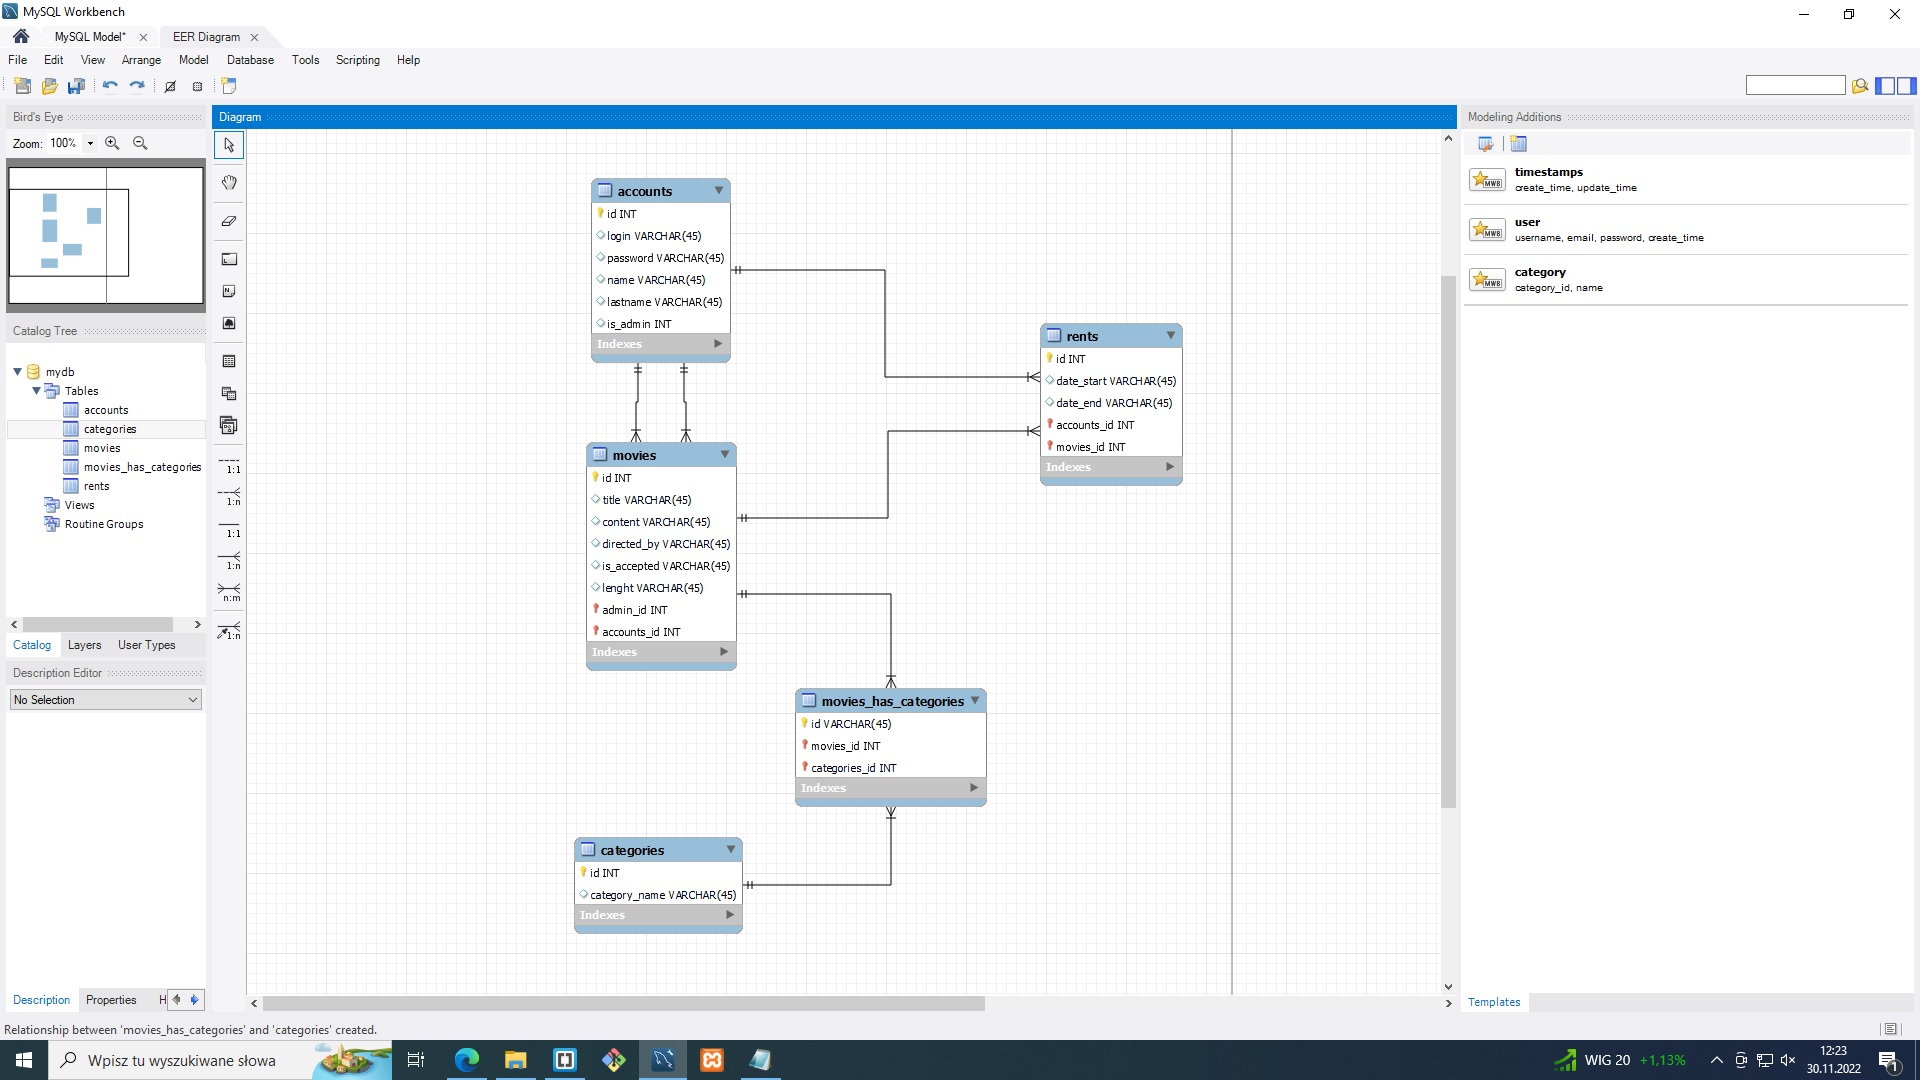 MySQL Workbench
MySQL Model*
EER Diagram
File Edit View Arrange Model Database Tools Scripting Help
Bird's Eye
Zoom: 100%
Catalog Tree
mydb
Tables
accounts
categories
movies
movies_has_categories
rents
Views
Routine Groups
Catalog Layers User Types
Description Editor
No Selection
Description Properties H
Diagram
1:1
1:n
1:1
1:n
n:m
1:n
accounts
id INT
login VARCHAR(45)
password VARCHAR(45)
name VARCHAR(45)
lastname VARCHAR(45)
is_admin INT
Indexes
rents
id INT
date_start VARCHAR(45)
date_end VARCHAR(45)
accounts_id INT
movies_id INT
Indexes
movies
id INT
title VARCHAR(45)
content VARCHAR(45)
directed_by VARCHAR(45)
is_accepted VARCHAR(45)
lenght VARCHAR(45)
admin_id INT
accounts_id INT
Indexes
movies_has_categories
id VARCHAR(45)
movies_id INT
categories_id INT
Indexes
categories
id INT
category_name VARCHAR(45)
Indexes
Modeling Additions
MWB
timestamps
create_time, update_time
MWB
user
username, email, password, create_time
MWB
category
category_id, name
Templates
Relationship between 'movies_has_categories' and 'categories' created.
Wpisz tu wyszukiwane słowa
WIG 20 +1,13%
12:23
30.11.2022
1